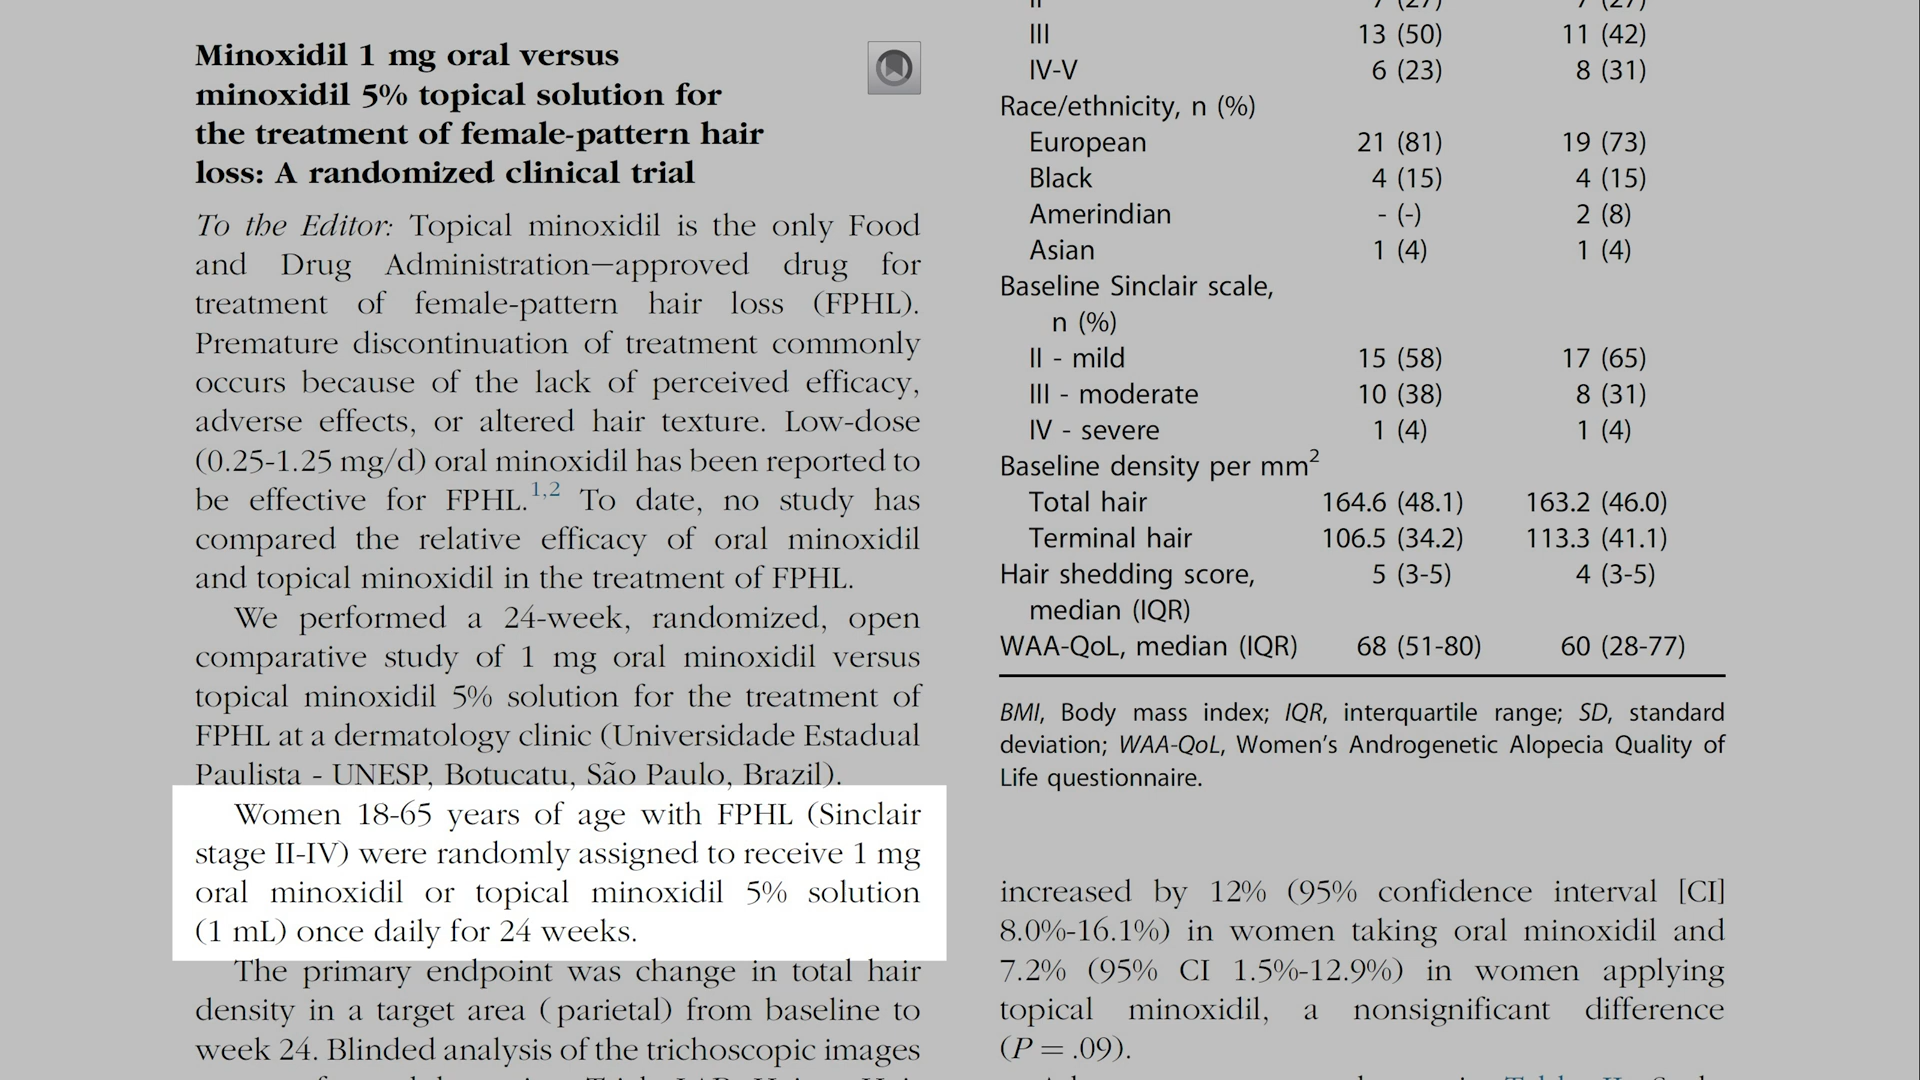 Minoxidil 1 mg oral versus
minoxidil 5% topical solution for
the treatment of female-pattern hair
loss: A randomized clinical trial
To the Editor: Topical minoxidil is the only Food
and Drug Administration—approved drug for
treatment of female-pattern hair loss (FPHL).
Premature discontinuation of treatment commonly
occurs because of the lack of perceived efficacy,
adverse effects, or altered hair texture. Low-dose
(0.25-1.25 mg/d) oral minoxidil has been reported to
be effective for FPHL.1,2 To date, no study has
compared the relative efficacy of oral minoxidil
and topical minoxidil in the treatment of FPHL.
We performed a 24-week, randomized, open
comparative study of 1 mg oral minoxidil versus
topical minoxidil 5% solution for the treatment of
FPHL at a dermatology clinic (Universidade Estadual
Paulista - UNESP, Botucatu, São Paulo, Brazil).
Women 18-65 years of age with FPHL (Sinclair
stage II-IV) were randomly assigned to receive 1 mg
oral minoxidil or topical minoxidil 5% solution
(1 mL) once daily for 24 weeks.
The primary endpoint was change in total hair
density in a target area (parietal) from baseline to
week 24. Blinded analysis of the trichoscopic images
II 7 (27) 7 (27)
III 13 (50) 11 (42)
IV-V 6 (23) 8 (31)
Race/ethnicity, n (%)
European 21 (81) 19 (73)
Black 4 (15) 4 (15)
Amerindian - (-) 2 (8)
Asian 1 (4) 1 (4)
Baseline Sinclair scale,
n (%)
II - mild 15 (58) 17 (65)
III - moderate 10 (38) 8 (31)
IV - severe 1 (4) 1 (4)
Baseline density per mm2
Total hair 164.6 (48.1) 163.2 (46.0)
Terminal hair 106.5 (34.2) 113.3 (41.1)
Hair shedding score, 5 (3-5) 4 (3-5)
median (IQR)
WAA-QoL, median (IQR) 68 (51-80) 60 (28-77)
BMI, Body mass index; IQR, interquartile range; SD, standard
deviation; WAA-QoL, Women's Androgenetic Alopecia Quality of
Life questionnaire.
increased by 12% (95% confidence interval [CI]
8.0%-16.1%) in women taking oral minoxidil and
7.2% (95% CI 1.5%-12.9%) in women applying
topical minoxidil, a nonsignificant difference
(P = .09).